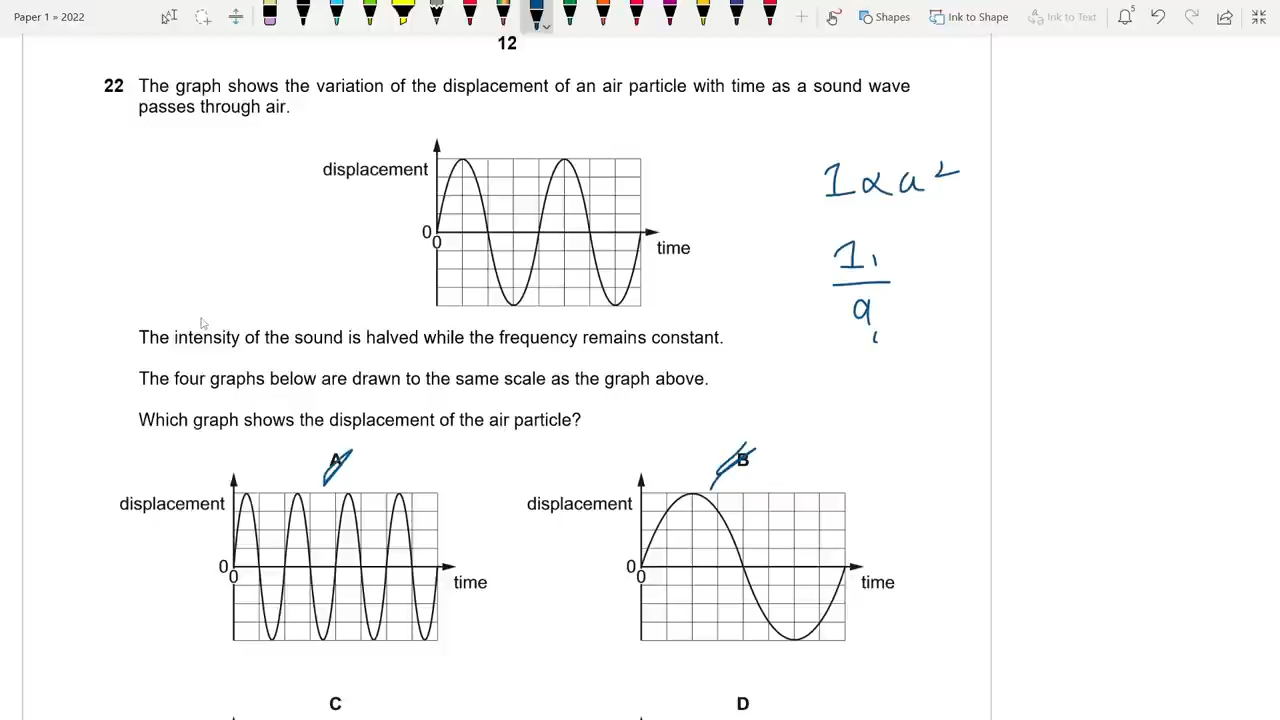 Paper 1 » 2022
Shapes
Ink to Shape
Ink to Text
5
12
22 The graph shows the variation of the displacement of an air particle with time as a sound wave
passes through air.
displacement
0
0
time
I α a²
I₁
a₁
The intensity of the sound is halved while the frequency remains constant.
The four graphs below are drawn to the same scale as the graph above.
Which graph shows the displacement of the air particle?
A
B
displacement
0
0
time
displacement
0
0
time
C
D